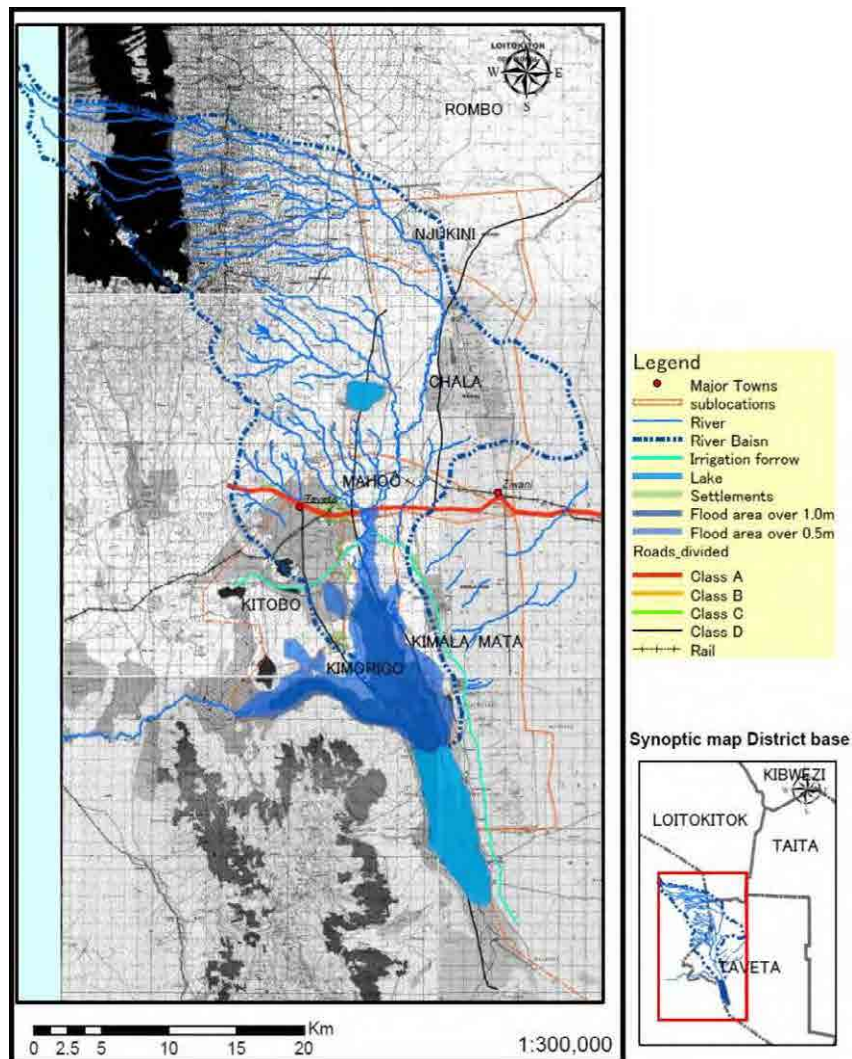 LOITOKITOK
N
W
E
S
ROMBO
NJUKINI
CHALA
MAHOO
Taveta
Ziwani
KITOBO
KIMALA MATA
KIMORIGO
Km
0 2.5 5 10 15 20
1:300,000
Legend
Major Towns
sublocations
River
River Baisn
Irrigation forrow
Lake
Settlements
Flood area over 1.0m
Flood area over 0.5m
Roads_divided
Class A
Class B
Class C
Class D
Rail
Synoptic map District base
KIBWEZI
LOITOKITOK
TAITA
TAVETA